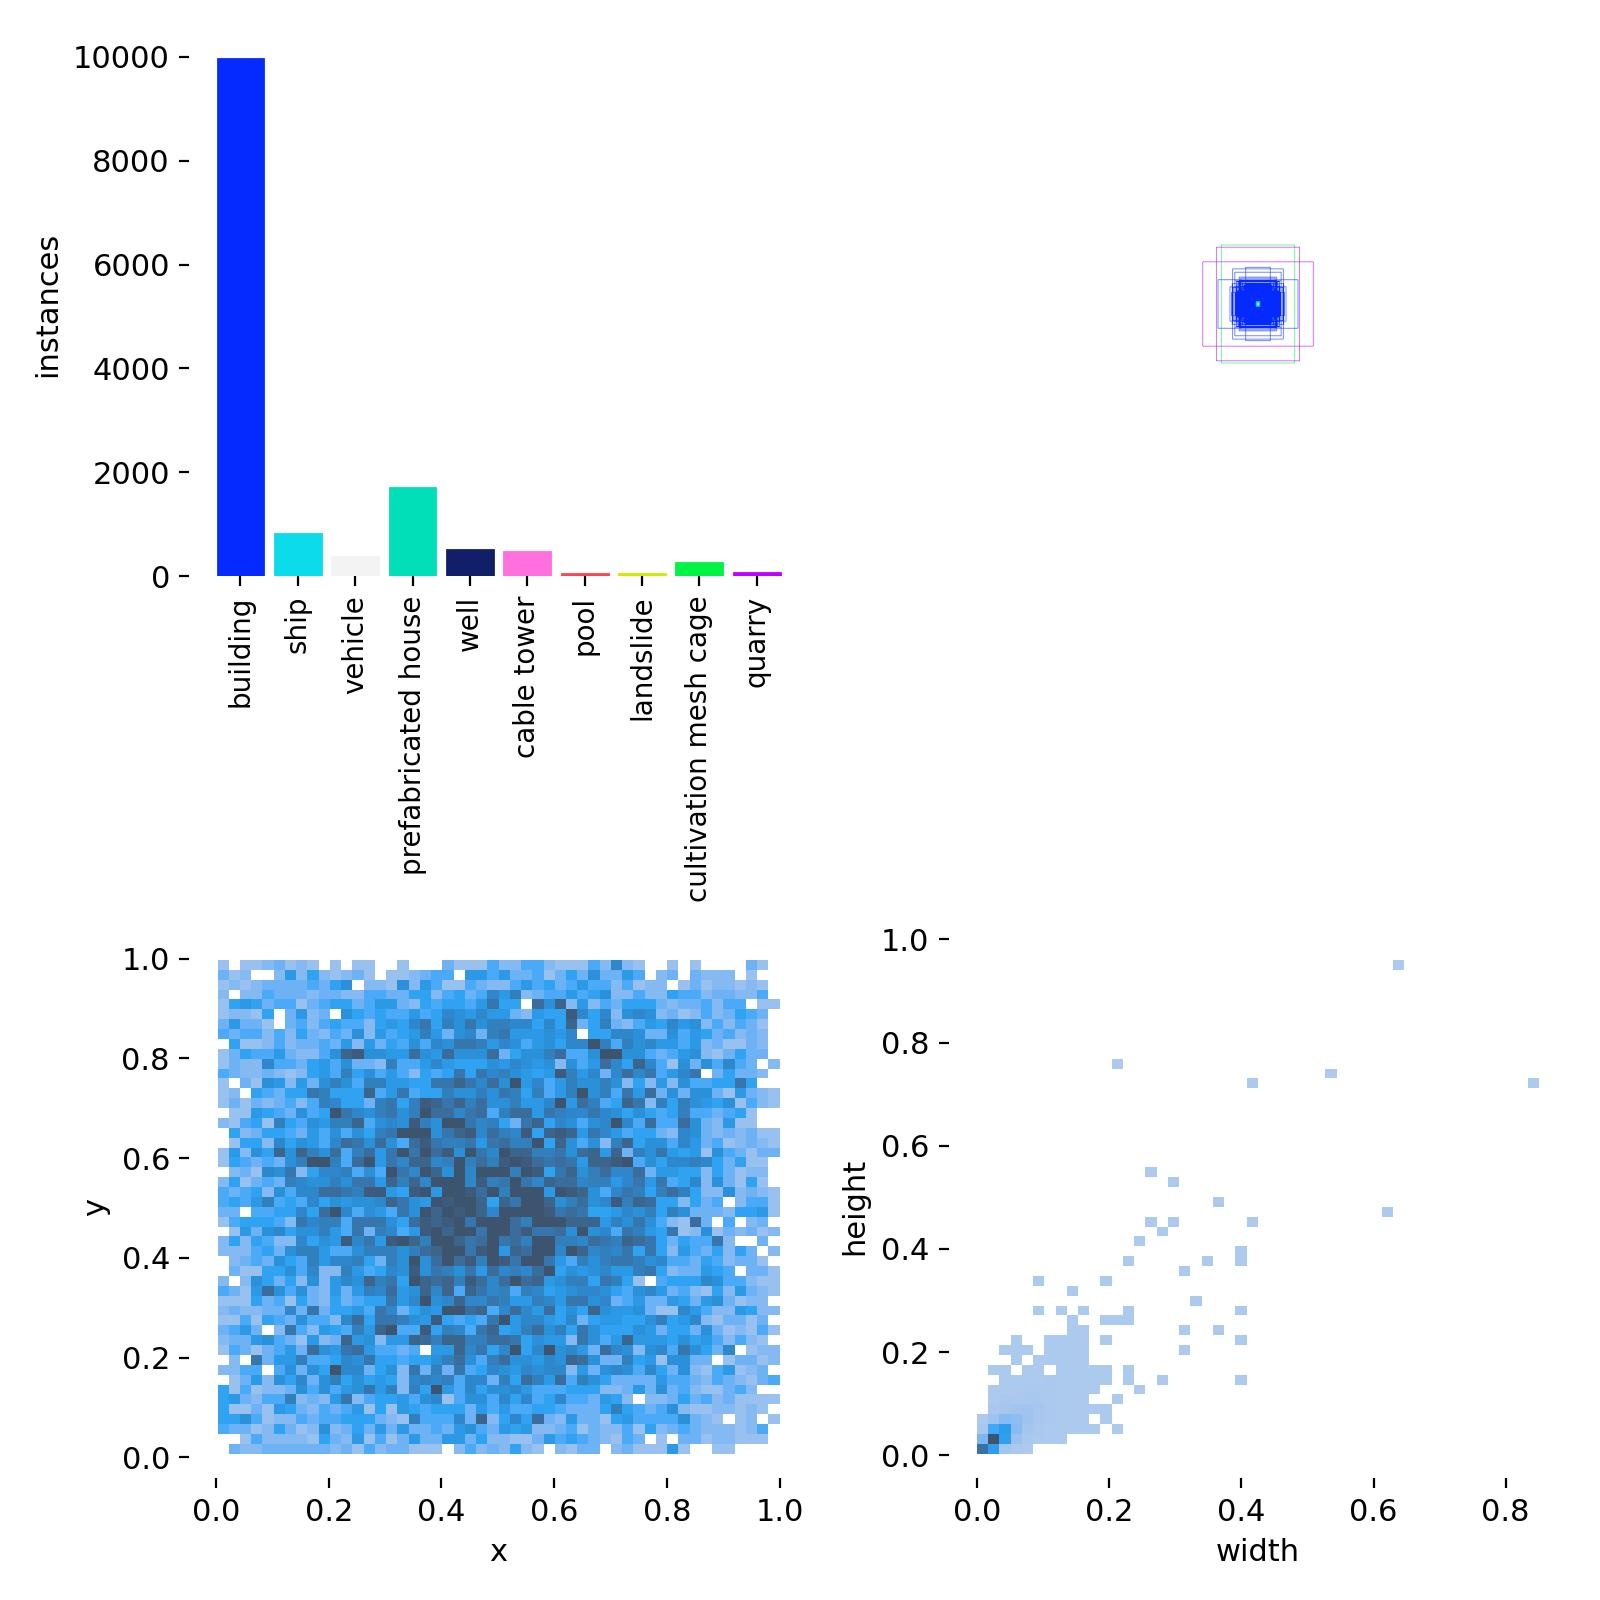 10000
8000
6000
4000
2000
0
instances
building
ship
vehicle
prefabricated house
well
cable tower
pool
landslide
cultivation mesh cage
quarry
1.0
0.8
0.6
0.4
0.2
0.0
y
0.0 0.2 0.4 0.6 0.8 1.0
x
1.0
0.8
0.6
0.4
0.2
0.0
height
0.0 0.2 0.4 0.6 0.8
width